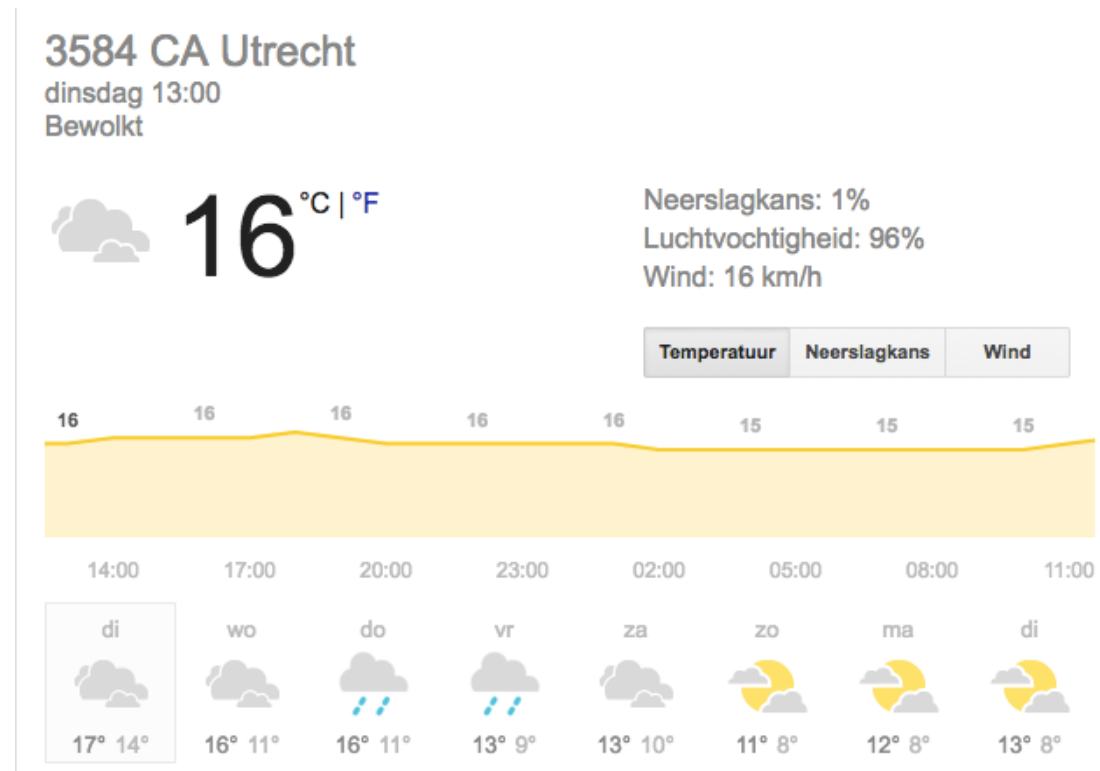 3584 CA Utrecht
dinsdag 13:00
Bewolkt
16 °C | °F
Neerslagkans: 1%
Luchtvochtigheid: 96%
Wind: 16 km/h
Temperatuur Neerslagkans Wind
16 16 16 16 16 15 15 15
14:00 17:00 20:00 23:00 02:00 05:00 08:00 11:00
di wo do vr za zo ma di
17° 14° 16° 11° 16° 11° 13° 9° 13° 10° 11° 8° 12° 8° 13° 8°